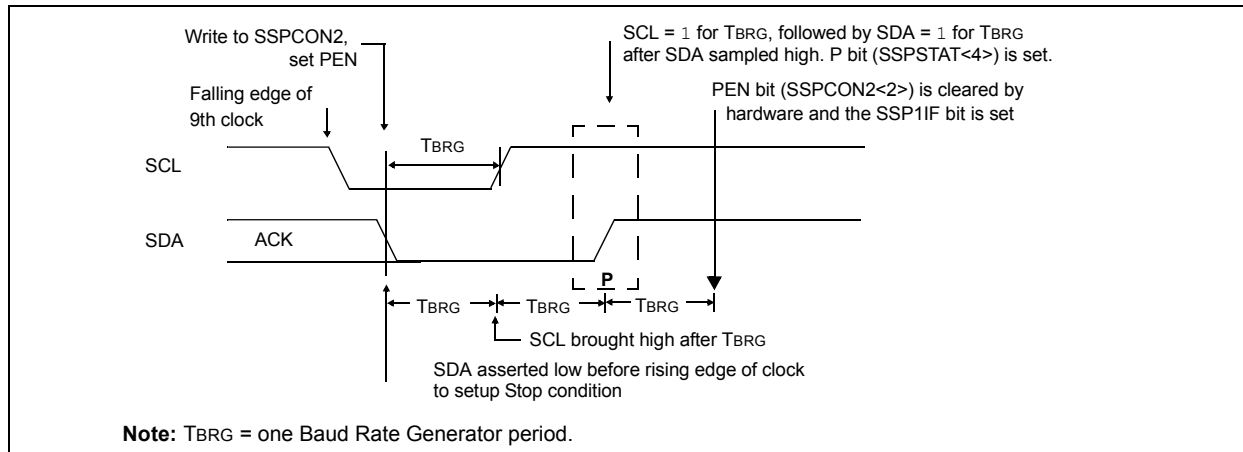 Write to SSPCON2,
set PEN
SCL = 1 for TBRG, followed by SDA = 1 for TBRG
after SDA sampled high. P bit (SSPSTAT<4>) is set.
Falling edge of
9th clock
PEN bit (SSPCON2<2>) is cleared by
hardware and the SSP1IF bit is set
TBRG
SCL
SDA
ACK
P
TBRG
TBRG
TBRG
SCL brought high after TBRG
SDA asserted low before rising edge of clock
to setup Stop condition
Note: TBRG = one Baud Rate Generator period.